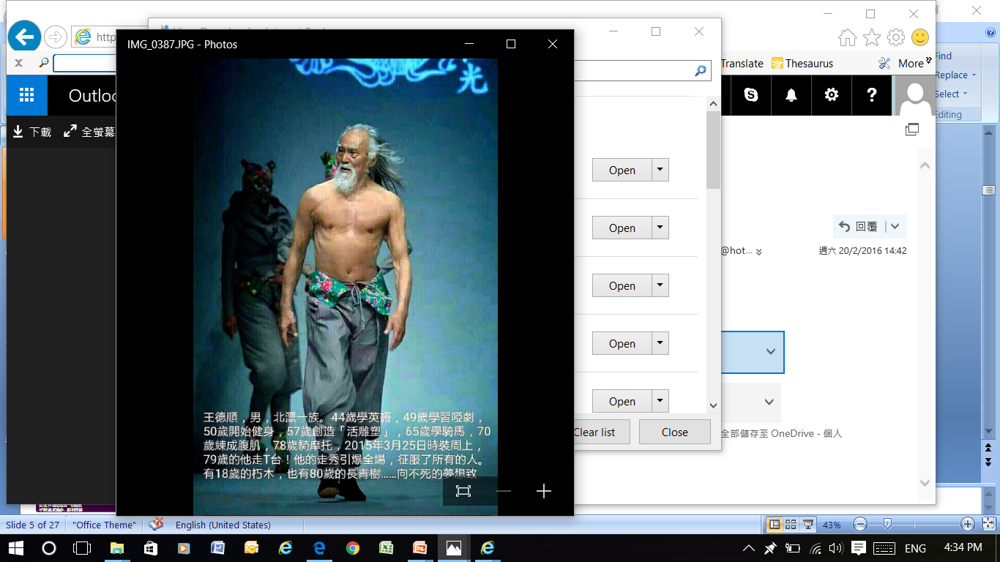 IMG_0387.JPG - Photos
Find
Translate
Thesaurus
More
Replace
Select
Editing
Outlo
下載
全螢幕
光
Open
Open
Open
Open
Open
回覆
@hot...
週六 20/2/2016 14:42
Clear list
Close
全部儲存至 OneDrive - 個人
王德順，男，北漂一族。44歲學英語，49歲學習啞劇，
50歲開始健身，57歲創造「活雕塑」，65歲學騎馬，70
歲練成腹肌，78歲騎摩托，2015年3月25日時裝周上，
79歲的他走T台！他的走秀引爆全場，征服了所有的人。
有18歲的朽木，也有80歲的長青樹......向不死的夢想致
Slide 5 of 27
"Office Theme"
English (United States)
43%
ENG
4:34 PM